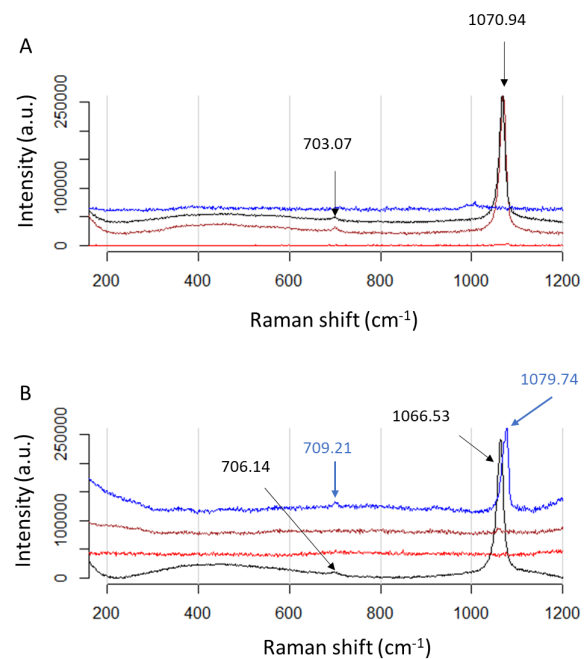 A
1070.94
703.07
Intensity (a.u.)
250000
100000
0
200 400 600 800 1000 1200
Raman shift (cm-1)
B
1079.74
1066.53
709.21
706.14
Intensity (a.u.)
250000
100000
0
200 400 600 800 1000 1200
Raman shift (cm-1)